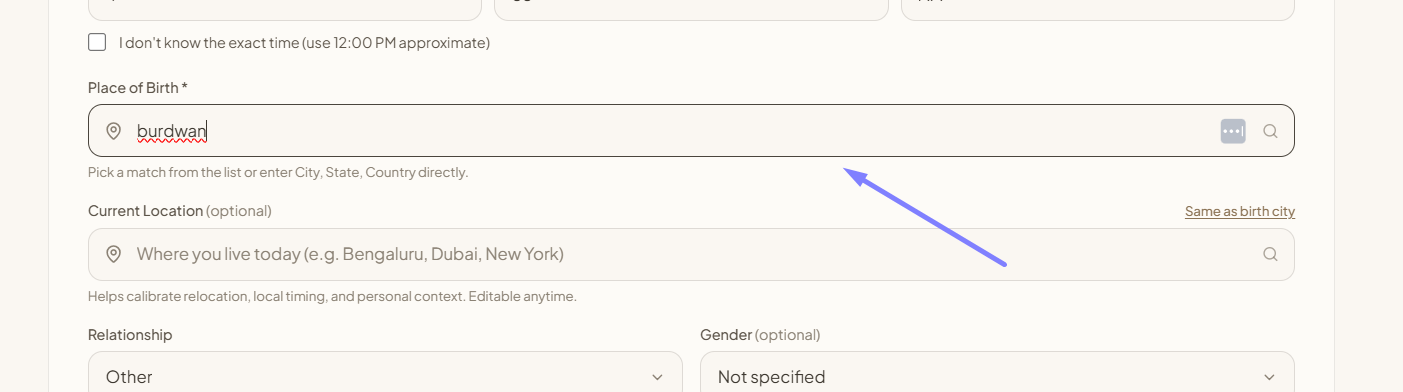 I don't know the exact time (use 12:00 PM approximate)
Place of Birth *
burdwan
Pick a match from the list or enter City, State, Country directly.
Current Location (optional)
Same as birth city
Where you live today (e.g. Bengaluru, Dubai, New York)
Helps calibrate relocation, local timing, and personal context. Editable anytime.
Relationship
Gender (optional)
Other
Not specified